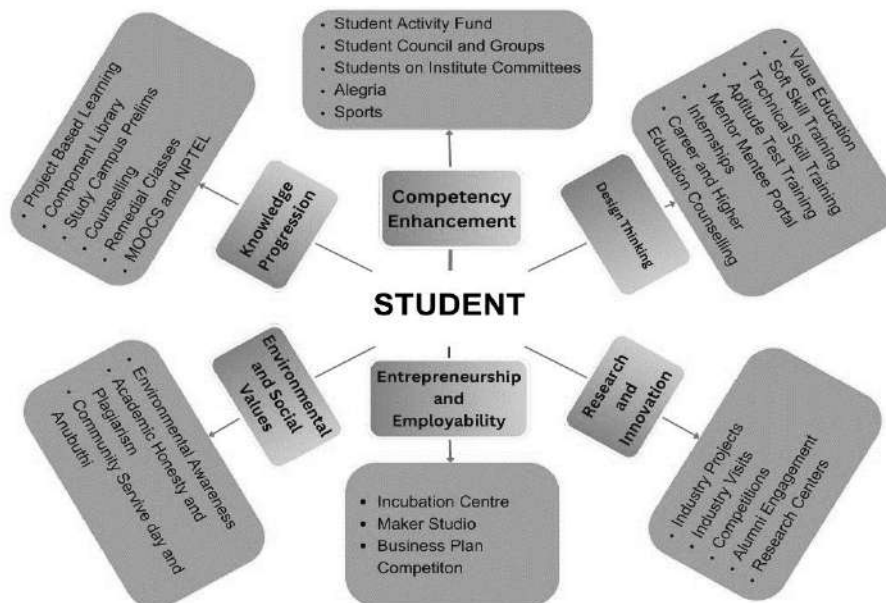 • Student Activity Fund
• Student Council and Groups
• Students on Institute Committees
• Alegria
• Sports
• Project Based Learning
• Component Library
• Study Campus Prelims
• Counselling
• Remedial Classes
• MOOCS and NPTEL
Knowledge
Progression
Competency
Enhancement
Design Thinking
• Value Education
• Soft Skill Training
• Technical Skill Training
• Aptitude Test Training
• Mentor Mentee Portal
• Internships
• Career and Higher
Education Counselling
STUDENT
• Environmental Awareness
• Academic Honesty and
Plagiarism
• Community Servive day and
Anubuthi
Environmental
and Social
Values
Entrepreneurship
and
Employability
Research
and
Innovation
• Industry Projects
• Industry Visits
• Competitions
• Alumni Engagement
• Research Centers
• Incubation Centre
• Maker Studio
• Business Plan
Competiton